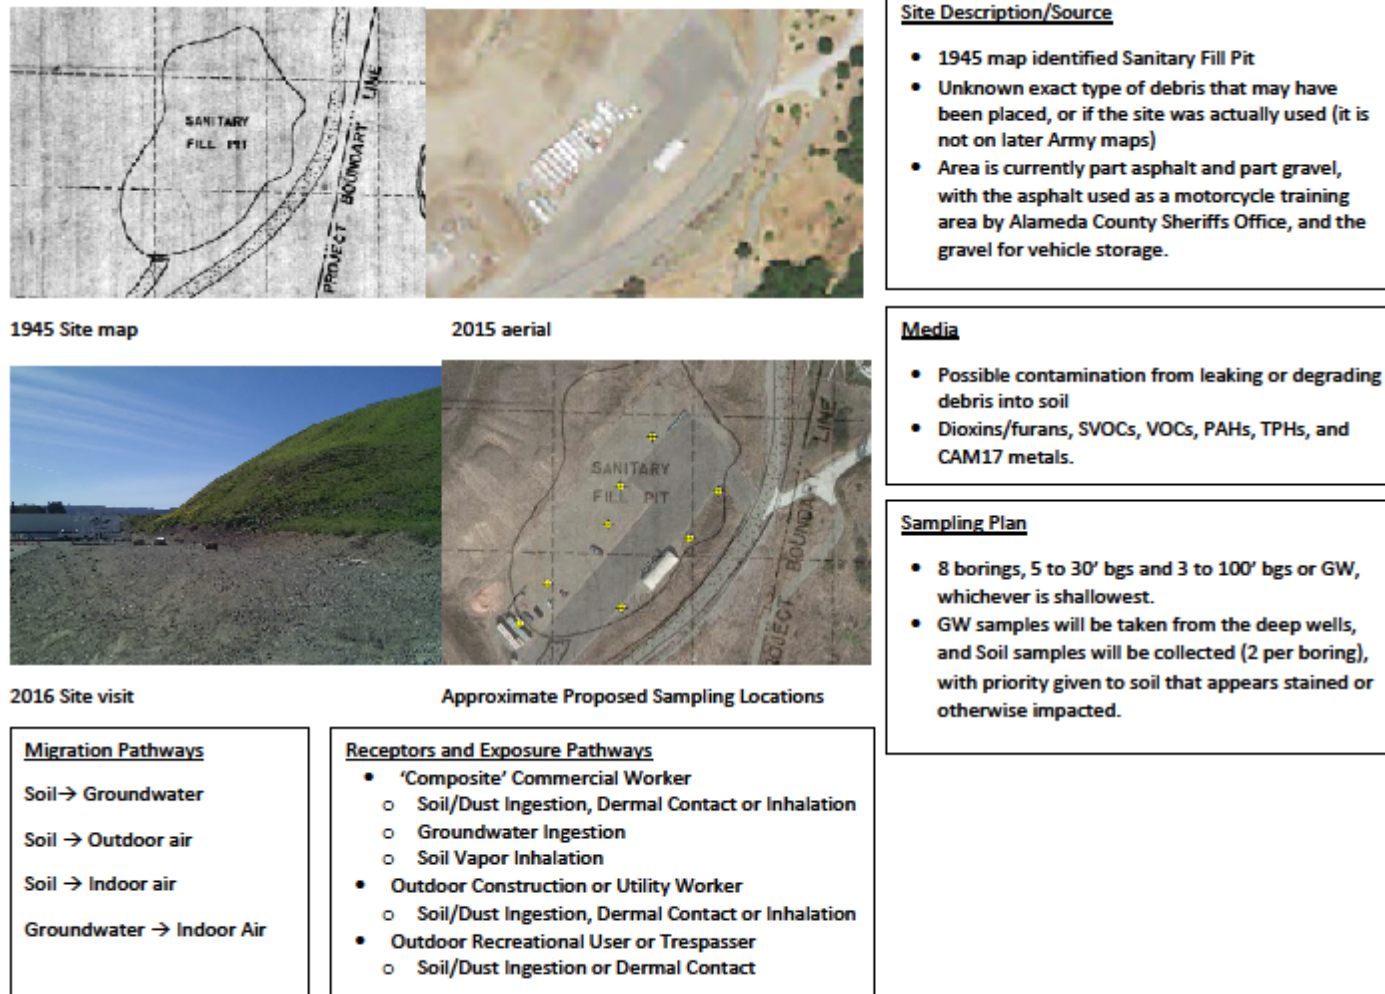 SANITARY
FILL PIT
PROJECT BOUNDARY LINE
1945 Site map
2015 aerial
SANITARY
FILL PIT
PROJECT BOUNDARY LINE
2016 Site visit
Approximate Proposed Sampling Locations
Site Description/Source
• 1945 map identified Sanitary Fill Pit
• Unknown exact type of debris that may have
been placed, or if the site was actually used (it is
not on later Army maps)
• Area is currently part asphalt and part gravel,
with the asphalt used as a motorcycle training
area by Alameda County Sheriffs Office, and the
gravel for vehicle storage.
Media
• Possible contamination from leaking or degrading
debris into soil
• Dioxins/furans, SVOCs, VOCs, PAHs, TPHs, and
CAM17 metals.
Sampling Plan
• 8 borings, 5 to 30' bgs and 3 to 100' bgs or GW,
whichever is shallowest.
• GW samples will be taken from the deep wells,
and Soil samples will be collected (2 per boring),
with priority given to soil that appears stained or
otherwise impacted.
Migration Pathways
Soil→ Groundwater
Soil → Outdoor air
Soil → Indoor air
Groundwater → Indoor Air
Receptors and Exposure Pathways
• 'Composite' Commercial Worker
o Soil/Dust Ingestion, Dermal Contact or Inhalation
o Groundwater Ingestion
o Soil Vapor Inhalation
• Outdoor Construction or Utility Worker
o Soil/Dust Ingestion, Dermal Contact or Inhalation
• Outdoor Recreational User or Trespasser
o Soil/Dust Ingestion or Dermal Contact